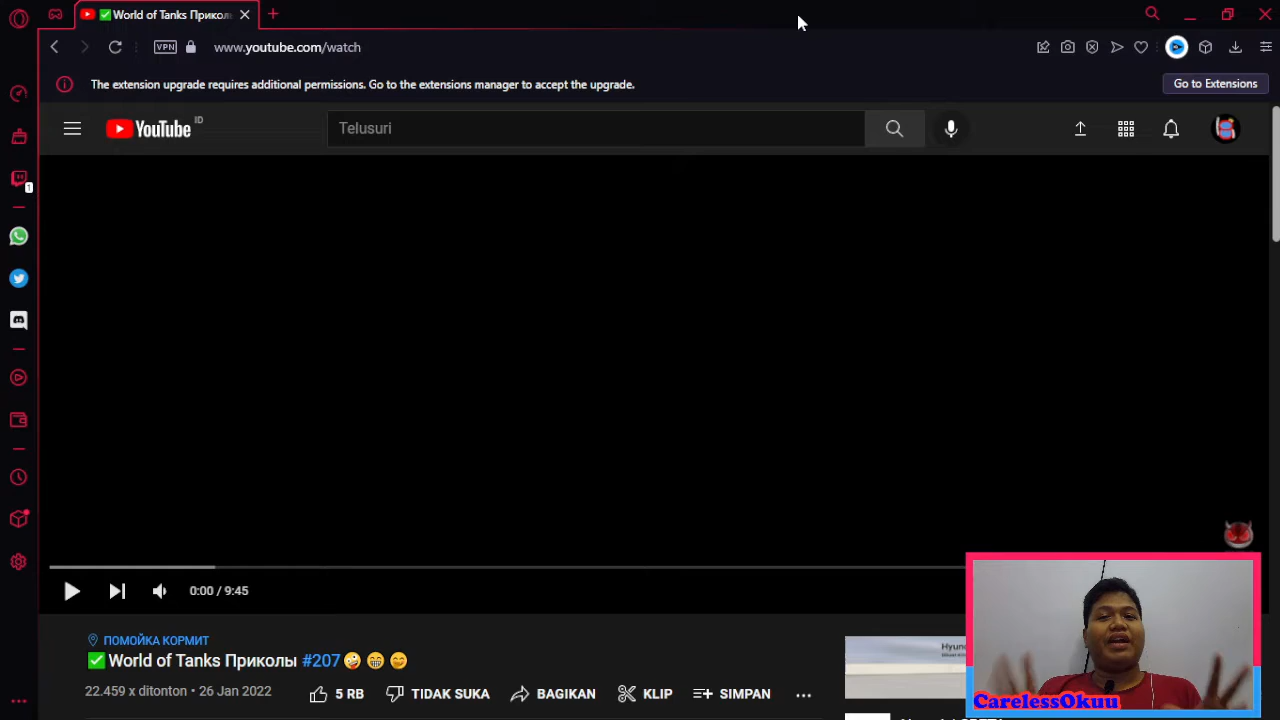 ✅ World of Tanks Приколы
VPN
www.youtube.com/watch
The extension upgrade requires additional permissions. Go to the extensions manager to accept the upgrade.
Go to Extensions
YouTube ID
Telusuri
1
0:00 / 9:45
ПОМОЙКА КОРМИТ
✅ World of Tanks Приколы #207 🤪 😁 😊
22.459 x ditonton • 26 Jan 2022
5 RB
TIDAK SUKA
BAGIKAN
KLIP
SIMPAN
CarelessOkuu